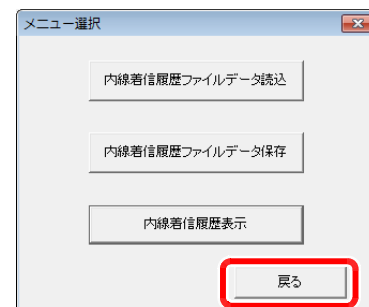 メニュー選択
内線着信履歴ファイルデータ読込
内線着信履歴ファイルデータ保存
内線着信履歴表示
戻る